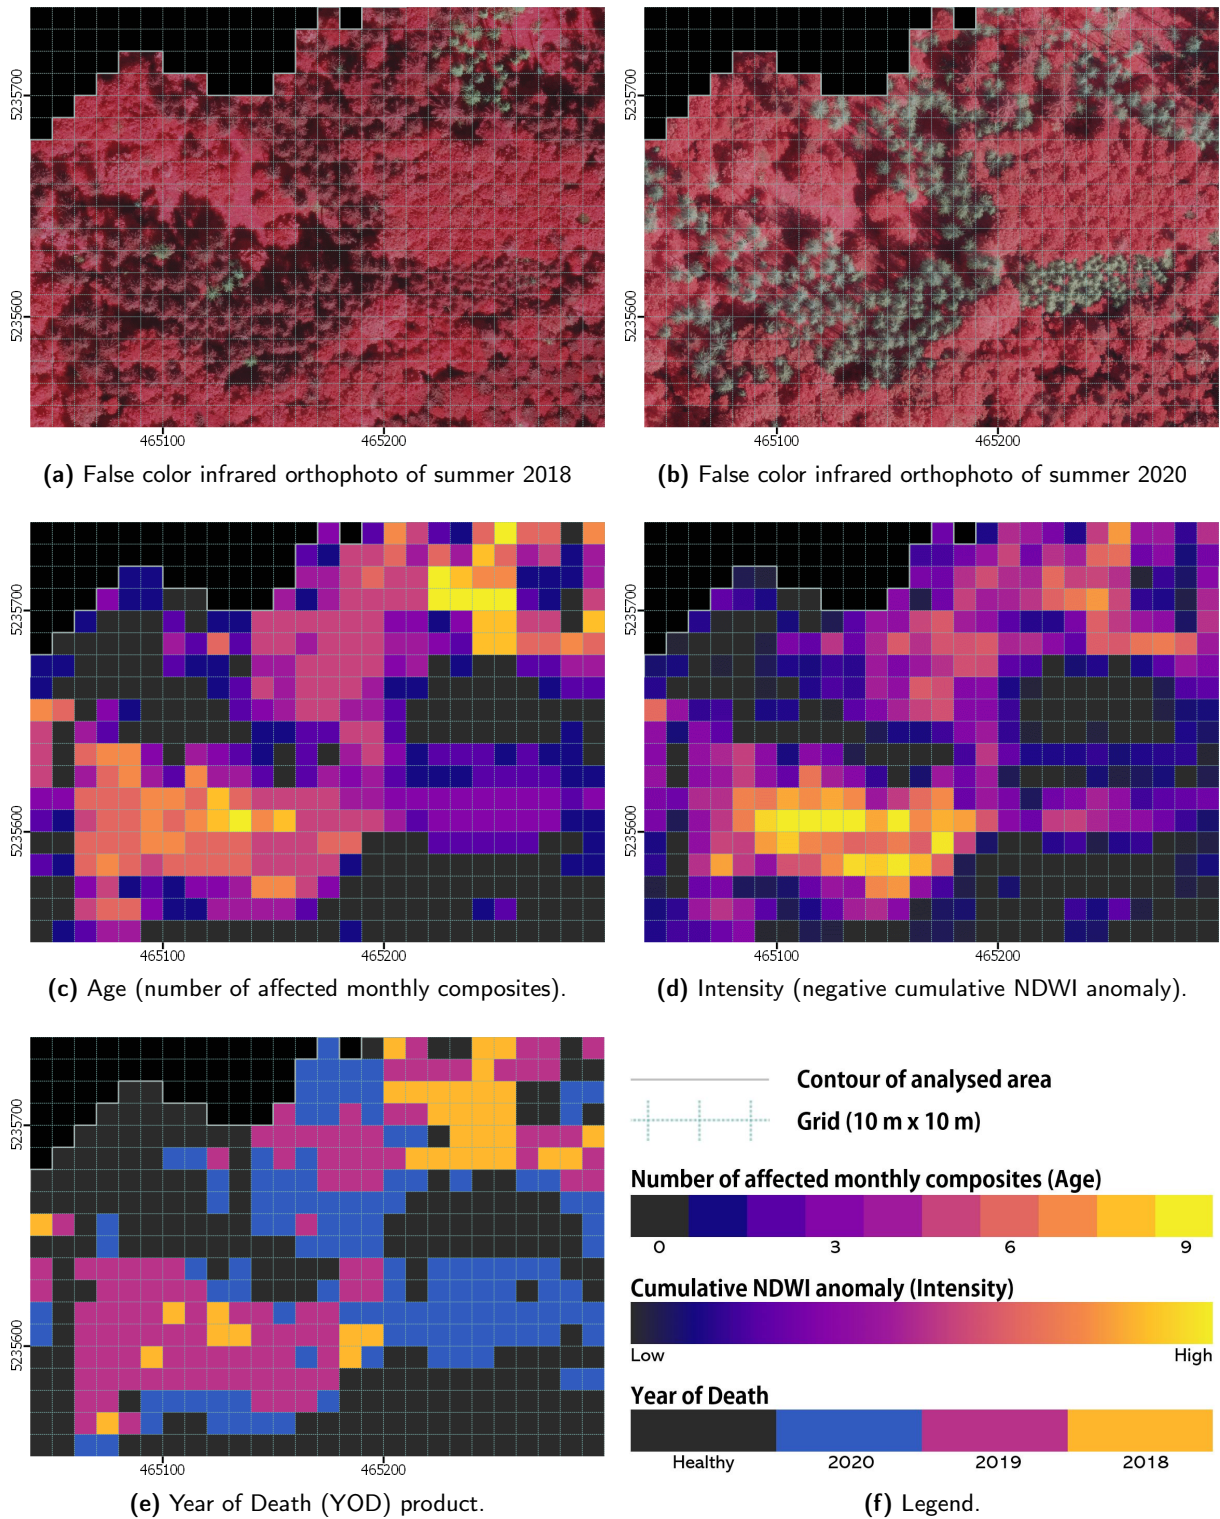 5235700
5235600
465100
465200
(a) False color infrared orthophoto of summer 2018
5235700
5235600
465100
465200
(b) False color infrared orthophoto of summer 2020
5235700
5235600
465100
465200
(c) Age (number of affected monthly composites).
5235700
5235600
465100
465200
(d) Intensity (negative cumulative NDWI anomaly).
5235700
5235600
465100
465200
(e) Year of Death (YOD) product.
Contour of analysed area
Grid (10 m x 10 m)
Number of affected monthly composites (Age)
0 3 6 9
Cumulative NDWI anomaly (Intensity)
Low High
Year of Death
Healthy 2020 2019 2018
(f) Legend.